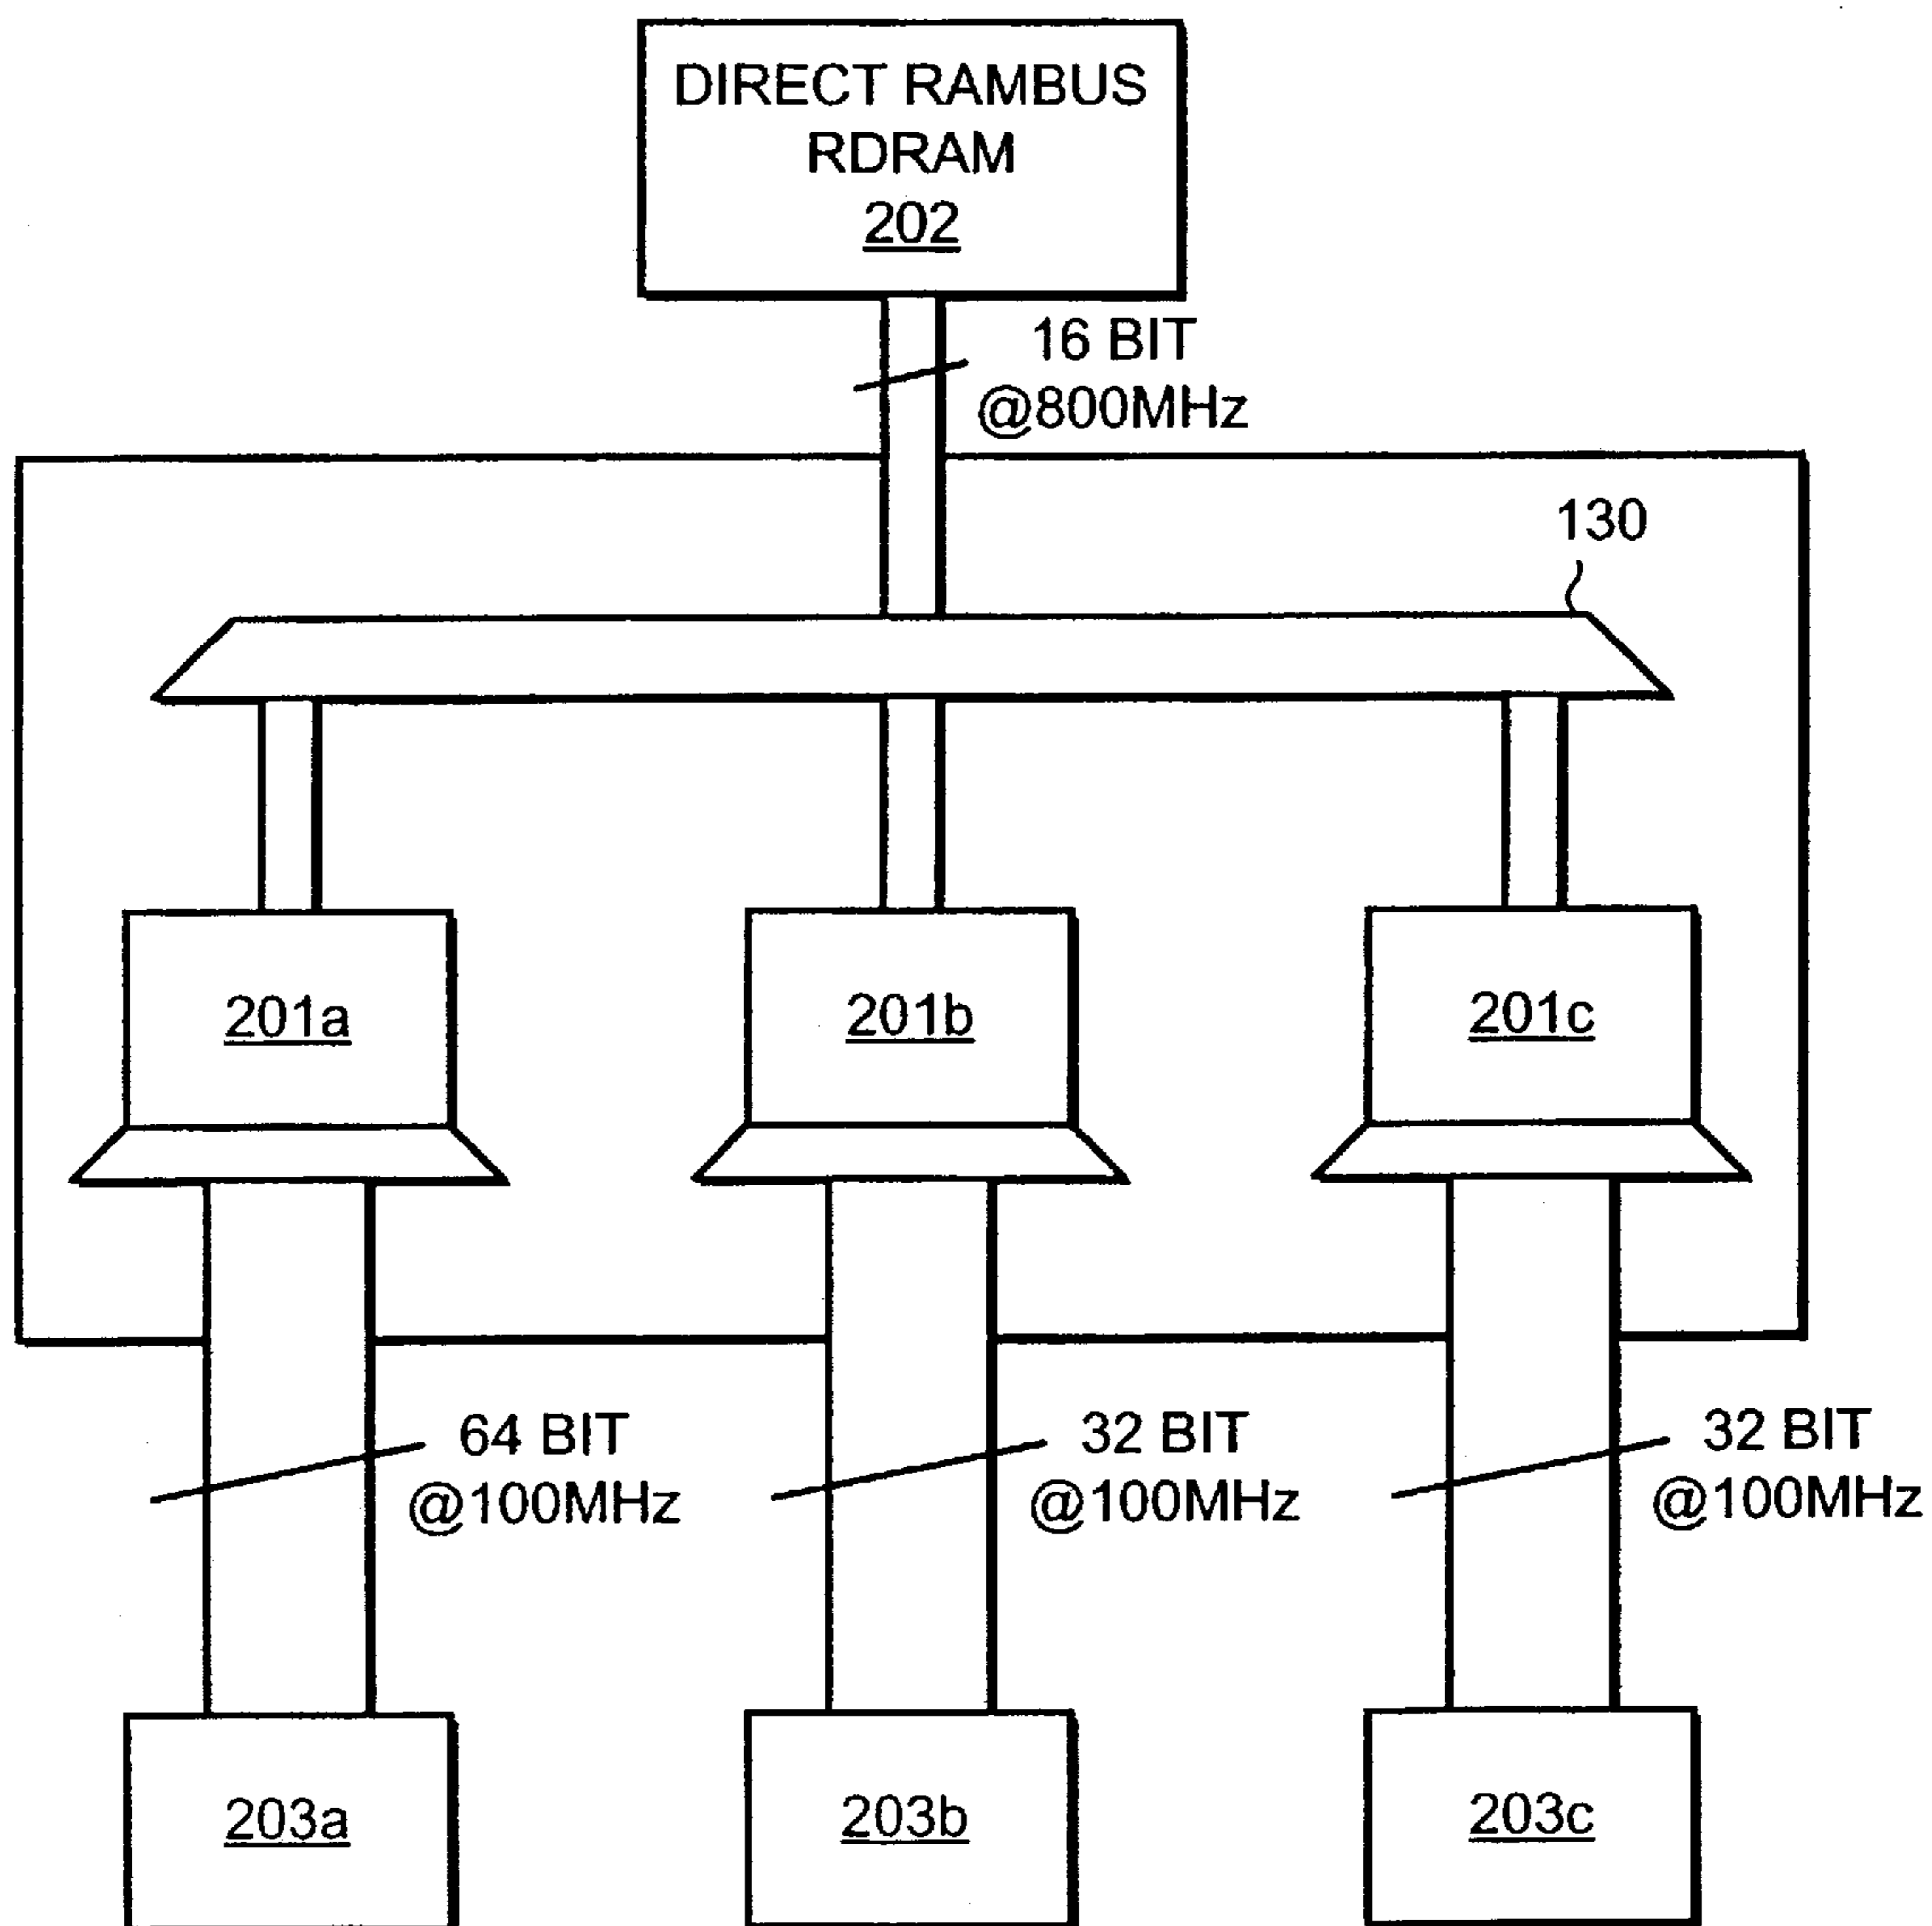 DIRECT RAMBUS
RDRAM
202
16 BIT
@800MHz
130
201a
201b
201c
64 BIT
@100MHz
32 BIT
@100MHz
32 BIT
@100MHz
203a
203b
203c